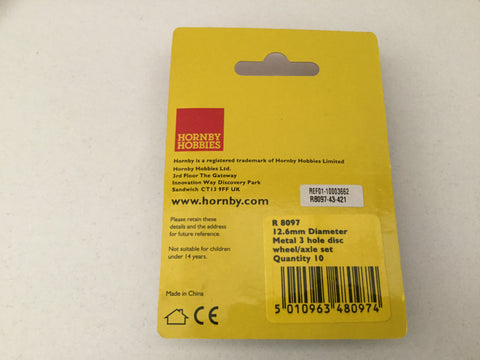 HORNBY
HOBBIES
Hornby is a registered trademark of Hornby Hobbies Limited
Hornby Hobbies Ltd.
3rd Floor The Gateway
Innovation Way Discovery Park
Sandwich CT13 9FF UK
www.hornby.com
REF01-10003662
R8097-43-421
Please retain these
details and the address
for future reference.
Not suitable for children
under 14 years.
R 8097
12.6mm Diameter
Metal 3 hole disc
wheel/axle set
Quantity 10
5 010963 480974
Made in China
CE